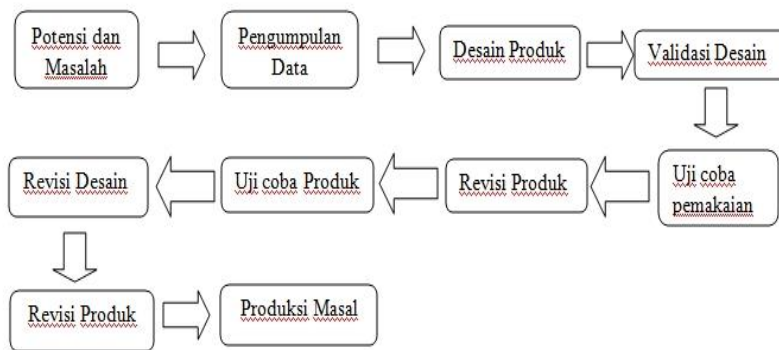 Potensi dan
Masalah
Pengumpulan
Data
Desain Produk
Validasi Desain
Uji coba
pemakaian
Revisi Produk
Uji coba Produk
Revisi Desain
Revisi Produk
Produksi Masal